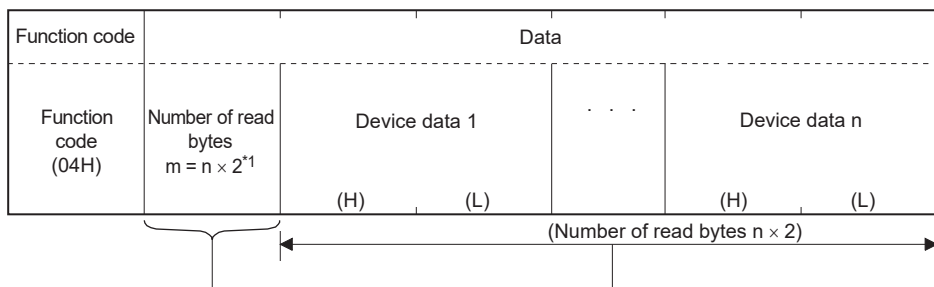 Function code
Data
Function
code
(04H)
Number of read
bytes
m = n × 2*1
Device data 1
. . .
Device data n
(H)
(L)
(H)
(L)
(Number of read bytes n × 2)